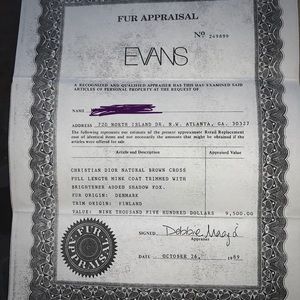 FUR APPRAISAL
No 249890
EVANS
A RECOGNIZED AND QUALIFIED APPRAISER HAS THIS DAY EXAMINED SAID
ARTICLES OF PERSONAL PROPERTY AT THE REQUEST OF
NAME
ADDRESS 720 NORTH ISLAND DR. N.W. ATLANTA, GA. 30327
The following represents our estimate of the present approximate Retail Replacement
cost of identical items and not necessarily the amounts that might be obtained if the
articles were offered for sale
Article and Description Appraised Value
CHRISTIAN DIOR NATURAL BROWN CROSS
FULL LENGTH MINK COAT TRIMMED WITH
BRIGHTENER ADDED SHADOW FOX.
FUR ORIGIN: DENMARK
TRIM ORIGIN: FINLAND
VALUE: NINE THOUSAND FIVE HUNDRED DOLLARS 9,500.00
SIGNED Debbie
Appraiser
DATE OCTOBER 26, 1989
FUR
APPRAISAL